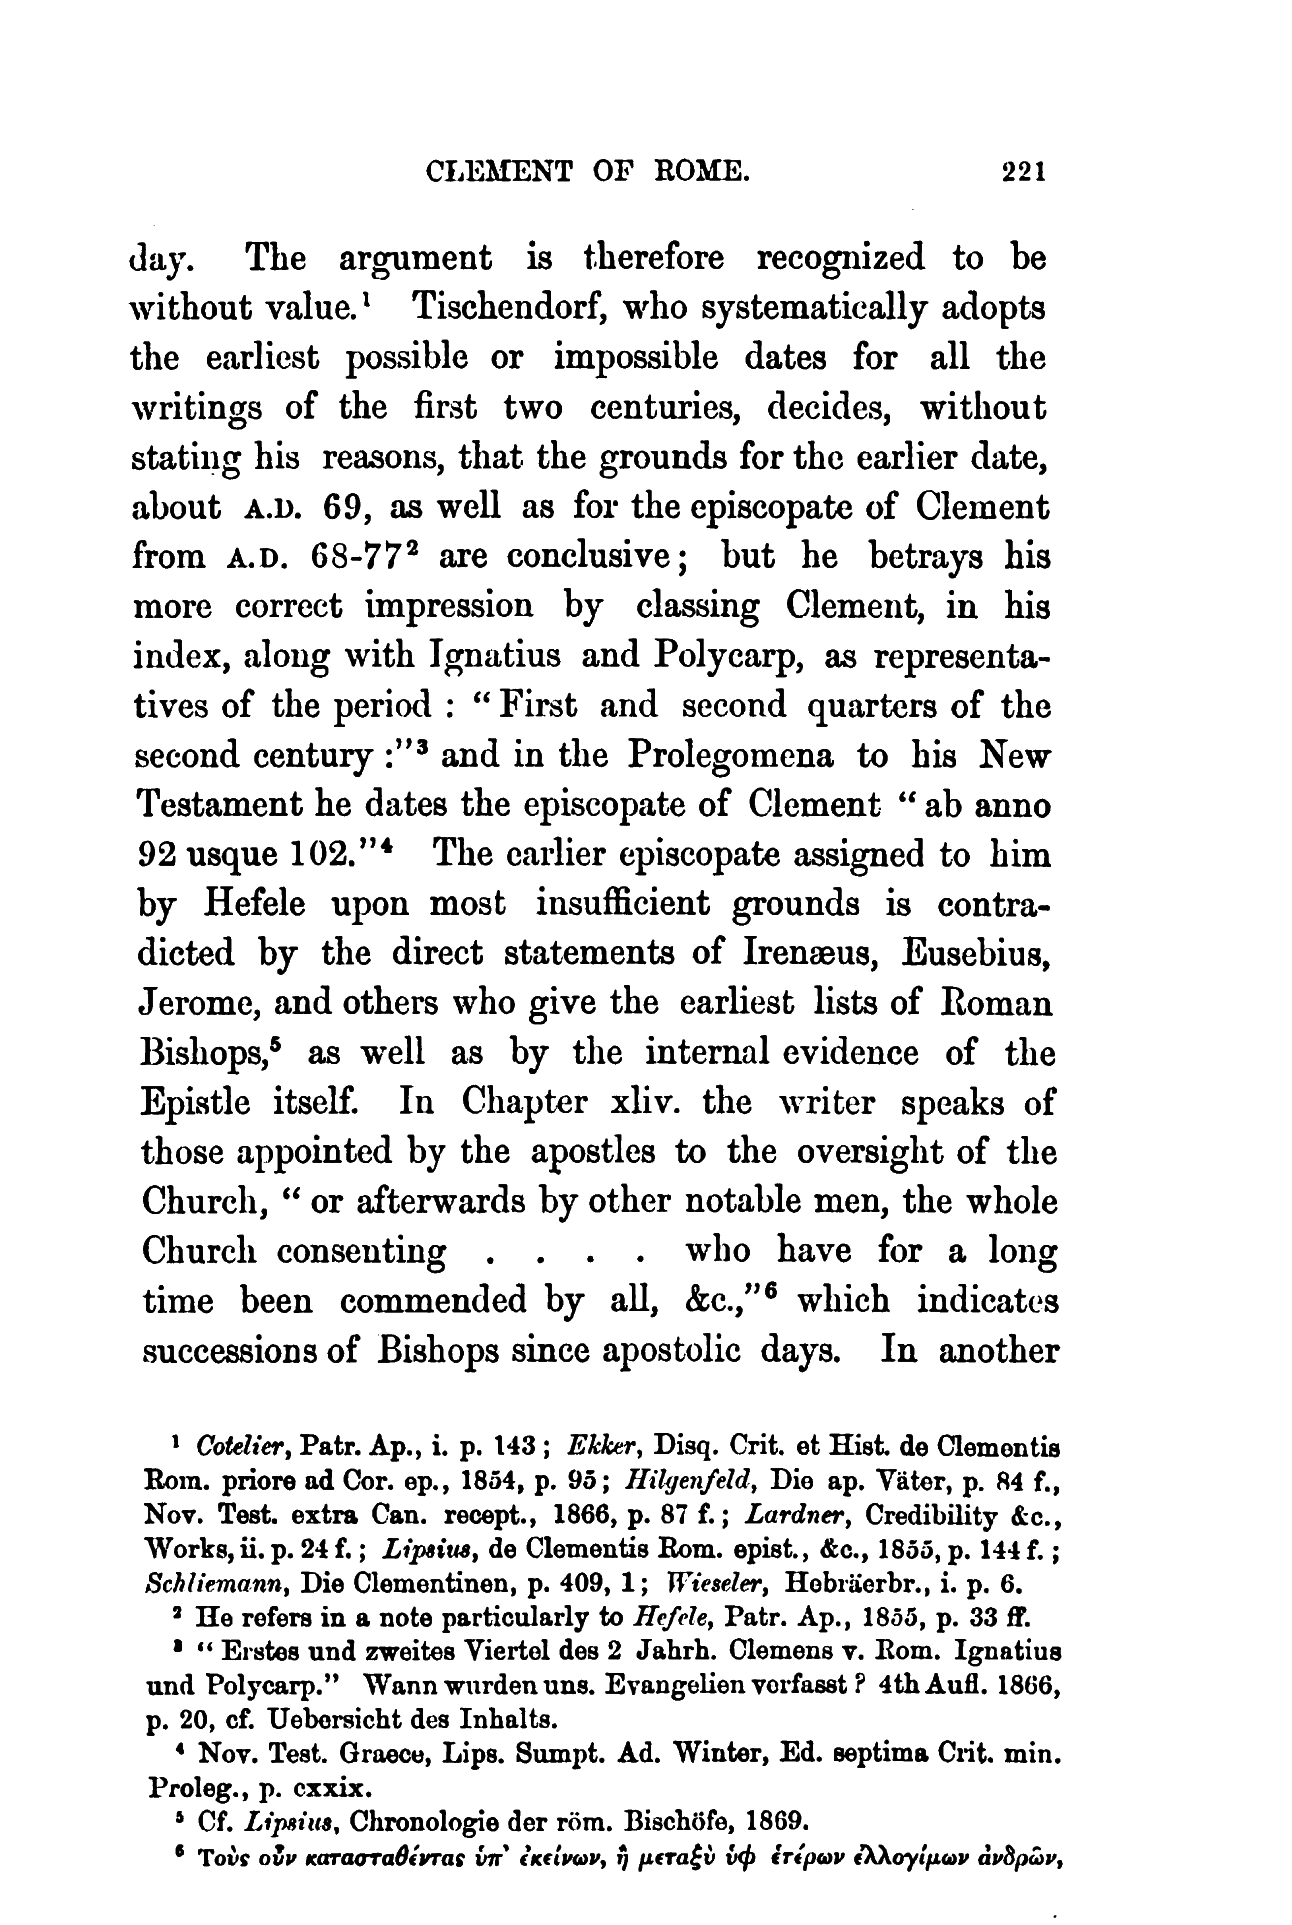 CLEMENT OF ROME. 221
day. The argument is therefore recognized to be
without value.¹ Tischendorf, who systematically adopts
the earliest possible or impossible dates for all the
writings of the first two centuries, decides, without
stating his reasons, that the grounds for the earlier date,
about A.D. 69, as well as for the episcopate of Clement
from A.D. 68-77² are conclusive; but he betrays his
more correct impression by classing Clement, in his
index, along with Ignatius and Polycarp, as representa-
tives of the period : “ First and second quarters of the
second century :”³ and in the Prolegomena to his New
Testament he dates the episcopate of Clement “ ab anno
92 usque 102.”⁴ The earlier episcopate assigned to him
by Hefele upon most insufficient grounds is contra-
dicted by the direct statements of Irenæus, Eusebius,
Jerome, and others who give the earliest lists of Roman
Bishops,⁵ as well as by the internal evidence of the
Epistle itself. In Chapter xliv. the writer speaks of
those appointed by the apostles to the oversight of the
Church, “ or afterwards by other notable men, the whole
Church consenting . . . . who have for a long
time been commended by all, &c.,”⁶ which indicates
successions of Bishops since apostolic days. In another
¹ Cotelier, Patr. Ap., i. p. 143 ; Ekker, Disq. Crit. et Hist. de Clementis
Rom. priore ad Cor. ep., 1854, p. 95 ; Hilgenfeld, Die ap. Väter, p. 84 f.,
Nov. Test. extra Can. recept., 1866, p. 87 f. ; Lardner, Credibility &c.,
Works, ii. p. 24 f. ; Lipsius, de Clementis Rom. epist., &c., 1855, p. 144 f. ;
Schliemann, Die Clementinen, p. 409, 1 ; Wieseler, Hebräerbr., i. p. 6.
² He refers in a note particularly to Hefele, Patr. Ap., 1855, p. 33 ff.
³ “ Erstes und zweites Viertel des 2 Jahrh. Clemens v. Rom. Ignatius
und Polycarp.” Wann wurden uns. Evangelien verfasst ? 4th Aufl. 1866,
p. 20, cf. Uebersicht des Inhalts.
⁴ Nov. Test. Graece, Lips. Sumpt. Ad. Winter, Ed. septima Crit. min.
Proleg., p. cxxix.
⁵ Cf. Lipsius, Chronologie der röm. Bischöfe, 1869.
⁶ Τοὺς οὖν κατασταθέντας ὑπ’ ἐκείνων, ἢ μεταξὺ ὑφ ἑτέρων ἐλλογίμων ἀνδρῶν,